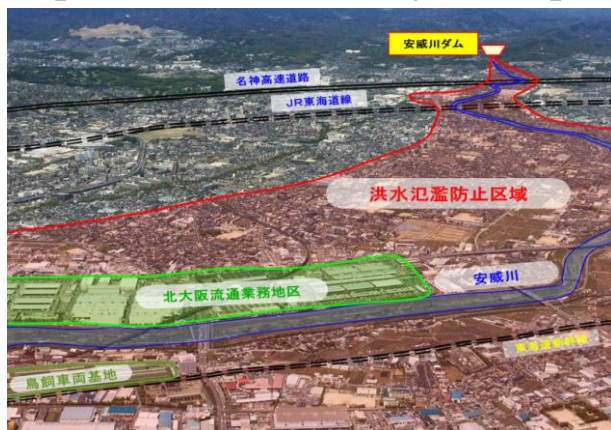 安威川ダム
名神高速道路
JR東海道線
洪水氾濫防止区域
安威川
北大阪流通業務地区
東海道新幹線
鳥飼車両基地